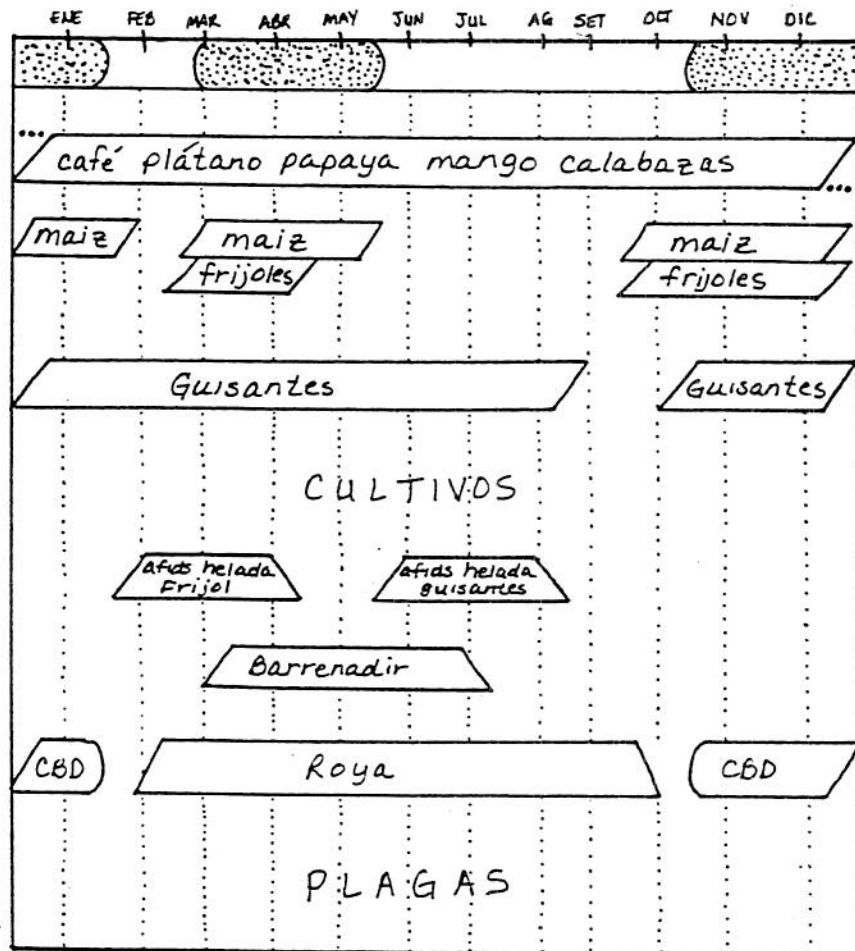 ENE FEB MAR ABR MAY JUN JUL AG SET OCT NOV DIC
café plátano papaya mango calabazas
maiz maiz maiz
frijoles frijoles
Guisantes Guisantes
CULTIVOS
afids helada afids helada
Frijol guisantes
Barrenadir
CBD Roya CBD
PLAGAS